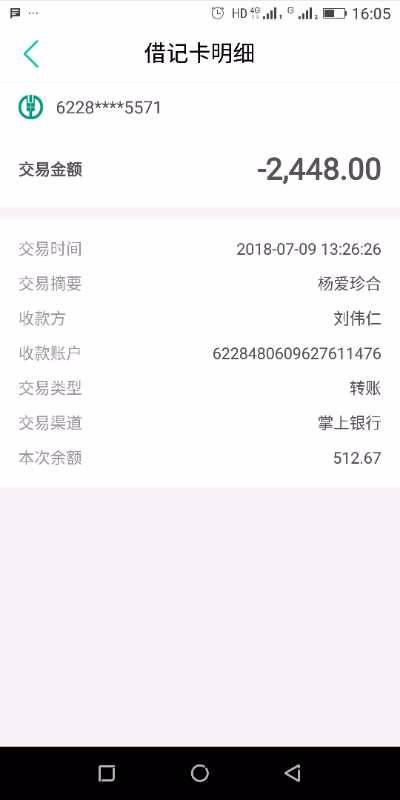 HD 4G 1X 1 G 2 16:05
借记卡明细
6228****5571
交易金额 -2,448.00
交易时间 2018-07-09 13:26:26
交易摘要 杨爱珍合
收款方 刘伟仁
收款账户 6228480609627611476
交易类型 转账
交易渠道 掌上银行
本次余额 512.67